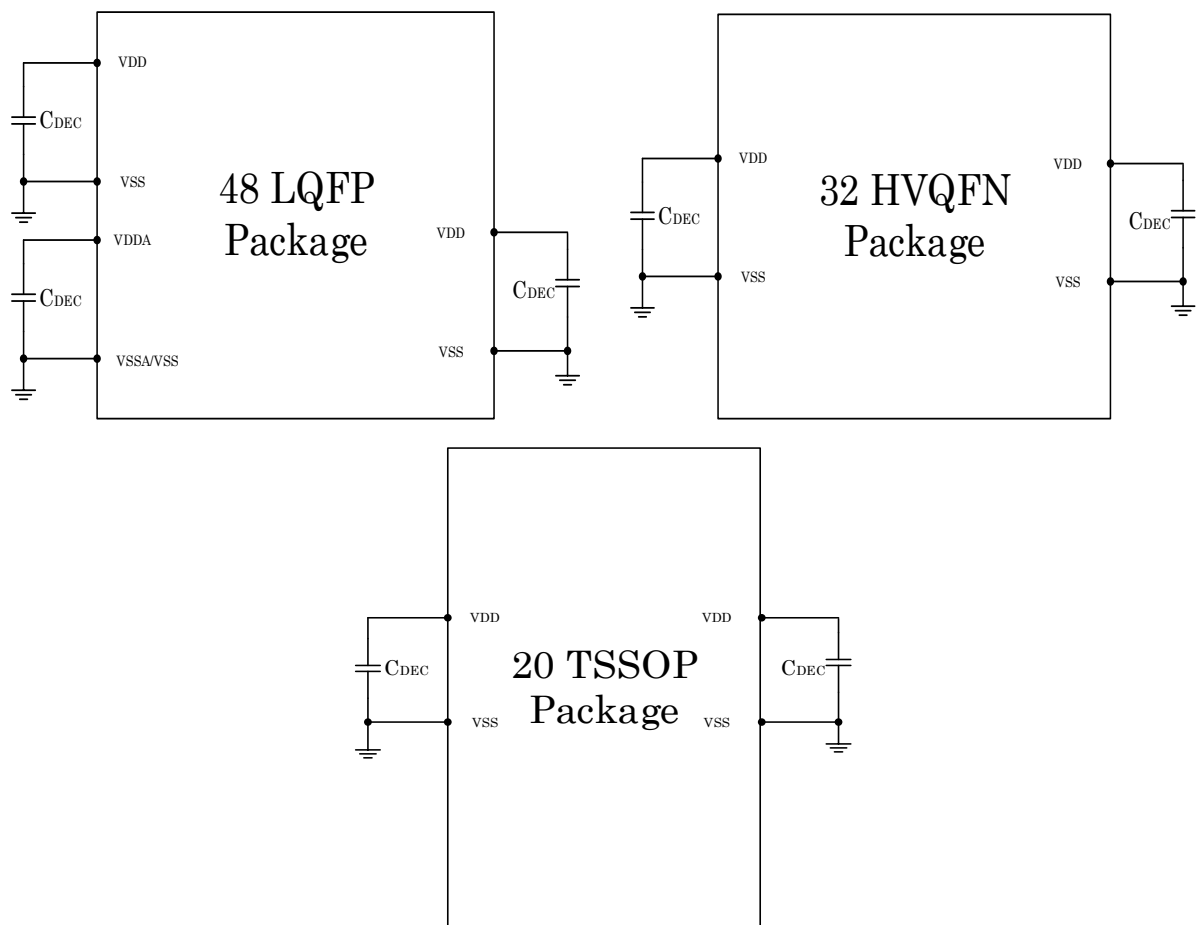 VDD
CDEC
VSS
VDDA
CDEC
VSSA/VSS
48 LQFP
Package
VDD
CDEC
VSS
VDD
CDEC
VSS
32 HVQFN
Package
VDD
CDEC
VSS
VDD
CDEC
VSS
20 TSSOP
Package
VDD
CDEC
VSS